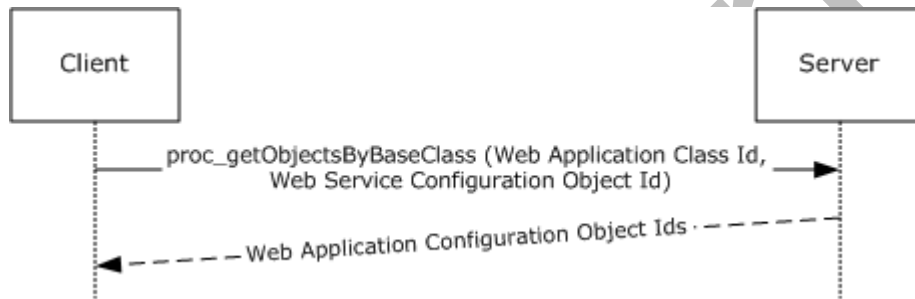 Client
Server
proc_getObjectsByBaseClass (Web Application Class Id,
Web Service Configuration Object Id)
Web Application Configuration Object Ids